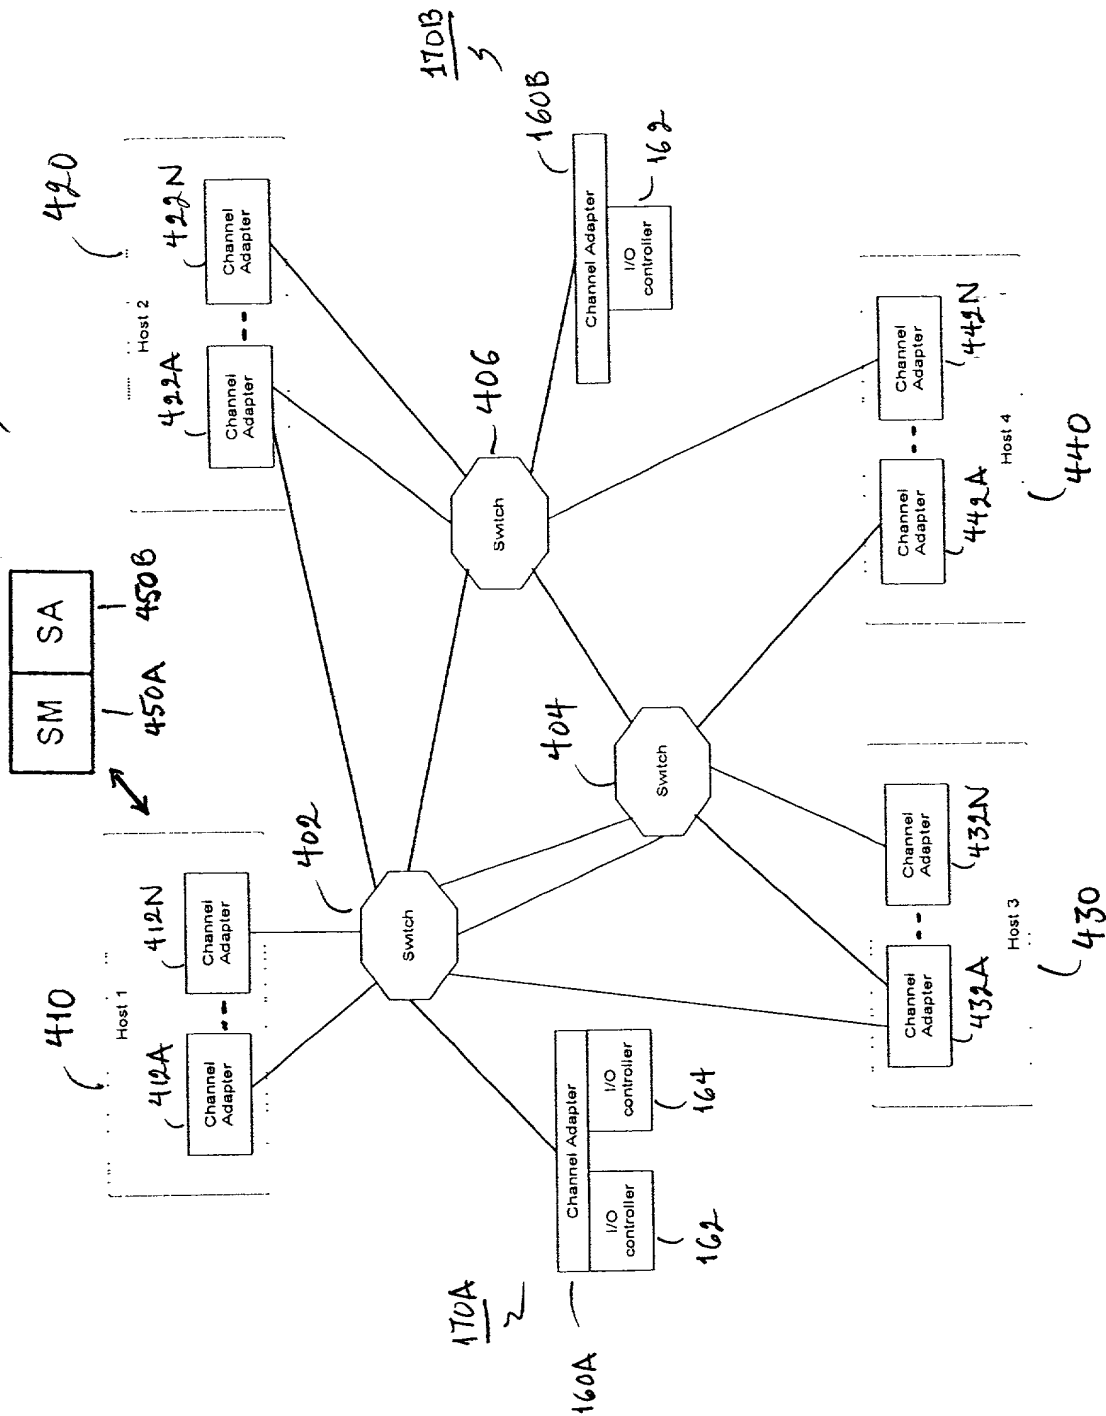 410
Host 1
412A
Channel
Adapter
412N
Channel
Adapter
SM
SA
450A
450B
420
Host 2
422A
Channel
Adapter
422N
Channel
Adapter
402
Switch
406
Switch
404
Switch
170A
160A
Channel Adapter
I/O
controller
162
I/O
controller
164
170B
160B
Channel Adapter
I/O
controller
162
Channel
Adapter
432A
Channel
Adapter
432N
Host 3
430
Channel
Adapter
442A
Channel
Adapter
442N
Host 4
440